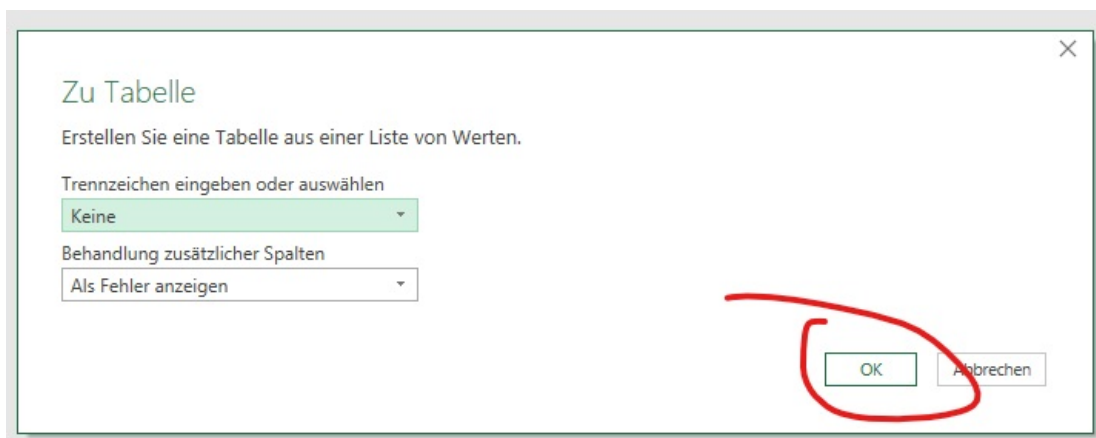 Zu Tabelle
Erstellen Sie eine Tabelle aus einer Liste von Werten.
Trennzeichen eingeben oder auswählen
Keine
Behandlung zusätzlicher Spalten
Als Fehler anzeigen
OK
Abbrechen